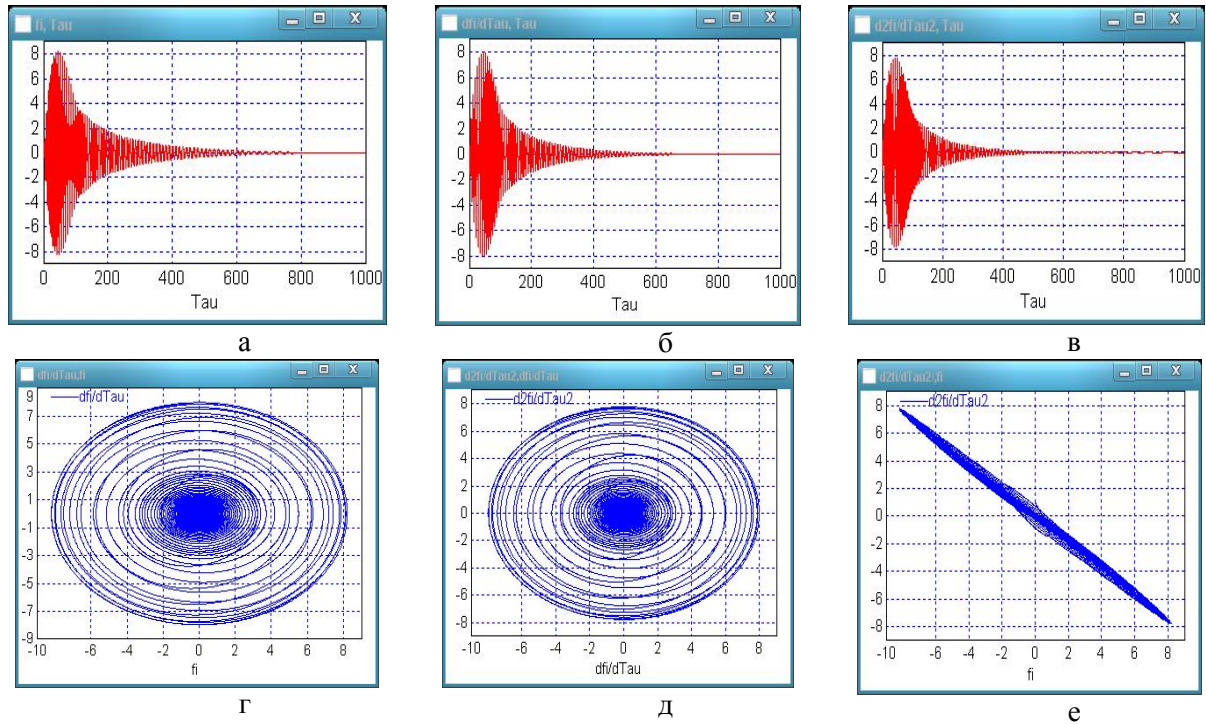 fi, Tau
8
6
4
2
0
-2
-4
-6
-8
0 200 400 600 800 1000
Tau
а
dfi/dTau, Tau
8
6
4
2
0
-2
-4
-6
-8
0 200 400 600 800 1000
Tau
б
d2fi/dTau2, Tau
8
6
4
2
0
-2
-4
-6
-8
0 200 400 600 800 1000
Tau
в
dfi/dTau,fi
dfi/dTau
9
7
5
3
1
-1
-3
-5
-7
-9
-10 -8 -6 -4 -2 0 2 4 6 8
fi
г
d2fi/dTau2,dfi/dTau
d2fi/dTau2
8
6
4
2
0
-2
-4
-6
-8
-10 -8 -6 -4 -2 0 2 4 6 8
dfi/dTau
д
d2fi/dTau2,fi
d2fi/dTau2
8
6
4
2
0
-2
-4
-6
-8
-10 -8 -6 -4 -2 0 2 4 6 8
fi
е